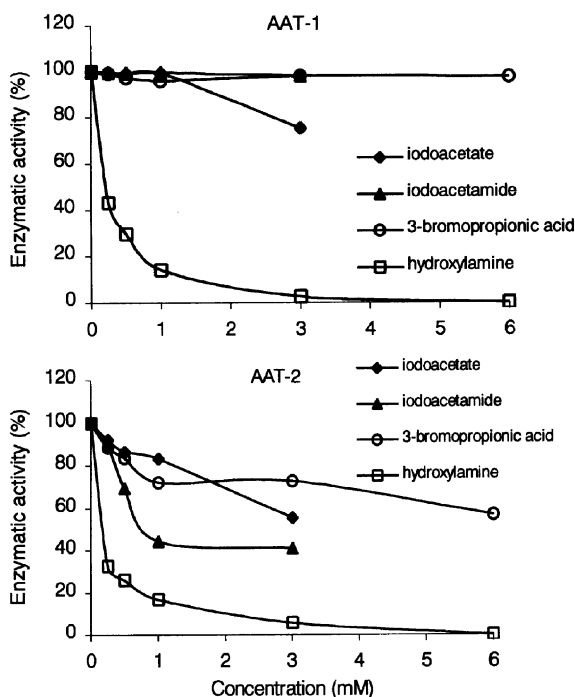 AAT-1
Enzymatic activity (%)
120
100
80
60
40
20
0
0 1 2 3 4 5 6
iodoacetate
iodoacetamide
3-bromopropionic acid
hydroxylamine
AAT-2
Enzymatic activity (%)
120
100
80
60
40
20
0
0 1 2 3 4 5 6
iodoacetate
iodoacetamide
3-bromopropionic acid
hydroxylamine
Concentration (mM)